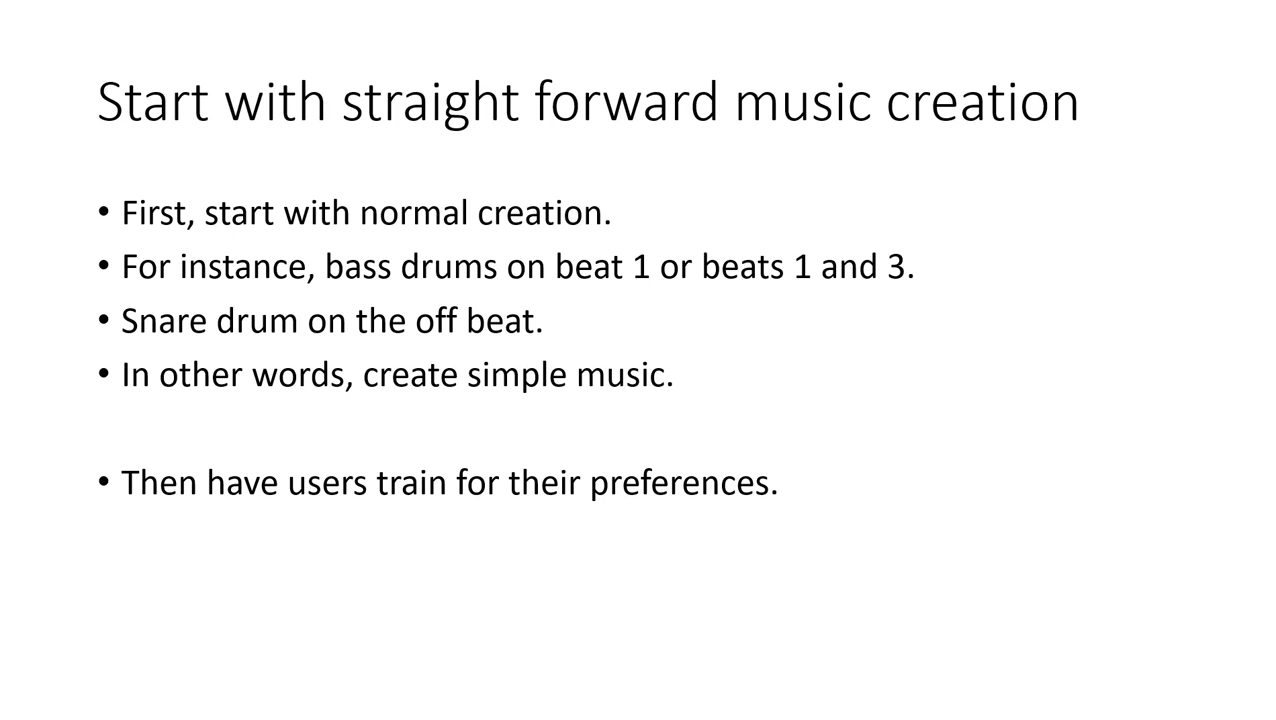 Start with straight forward music creation
• First, start with normal creation.
• For instance, bass drums on beat 1 or beats 1 and 3.
• Snare drum on the off beat.
• In other words, create simple music.
• Then have users train for their preferences.